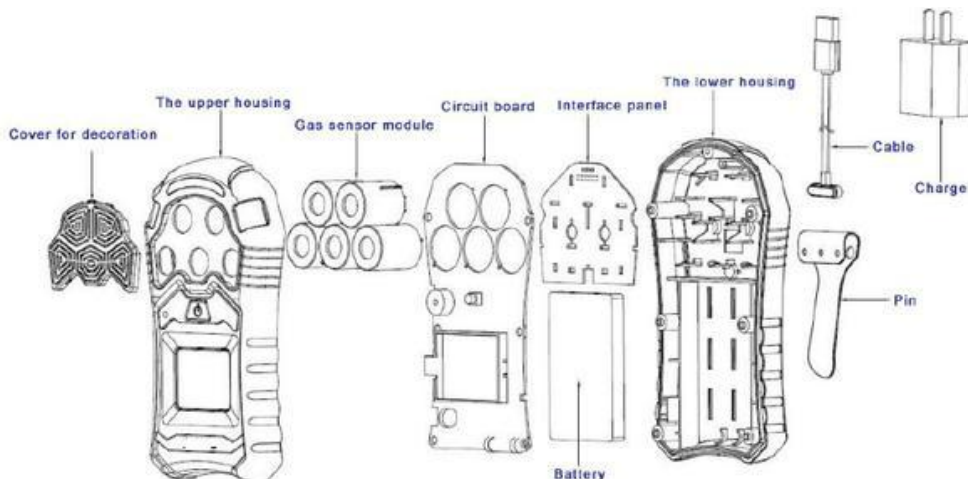 Cover for decoration
The upper housing
Gas sensor module
Circuit board
Interface panel
The lower housing
Cable
Charge
Pin
Battery